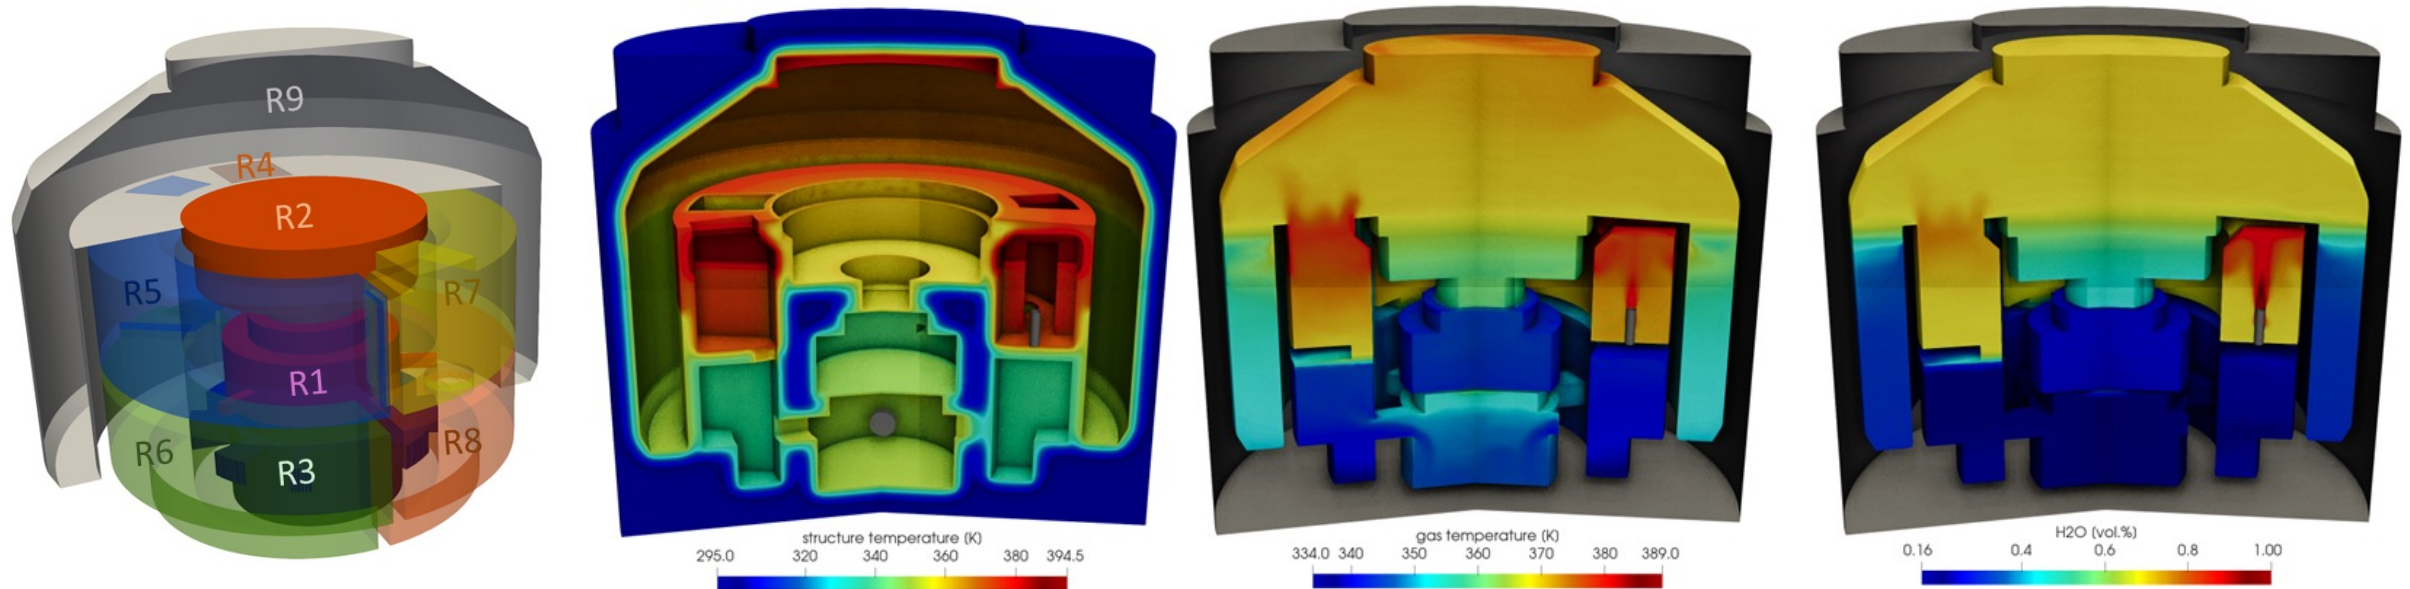 R9
R4
R2
R5
R7
R1
R6
R8
R3
structure temperature (K)
295.0 320 340 360 380 394.5
gas temperature (K)
334.0 340 350 360 370 380 389.0
H2O (vol.%)
0.16 0.4 0.6 0.8 1.00